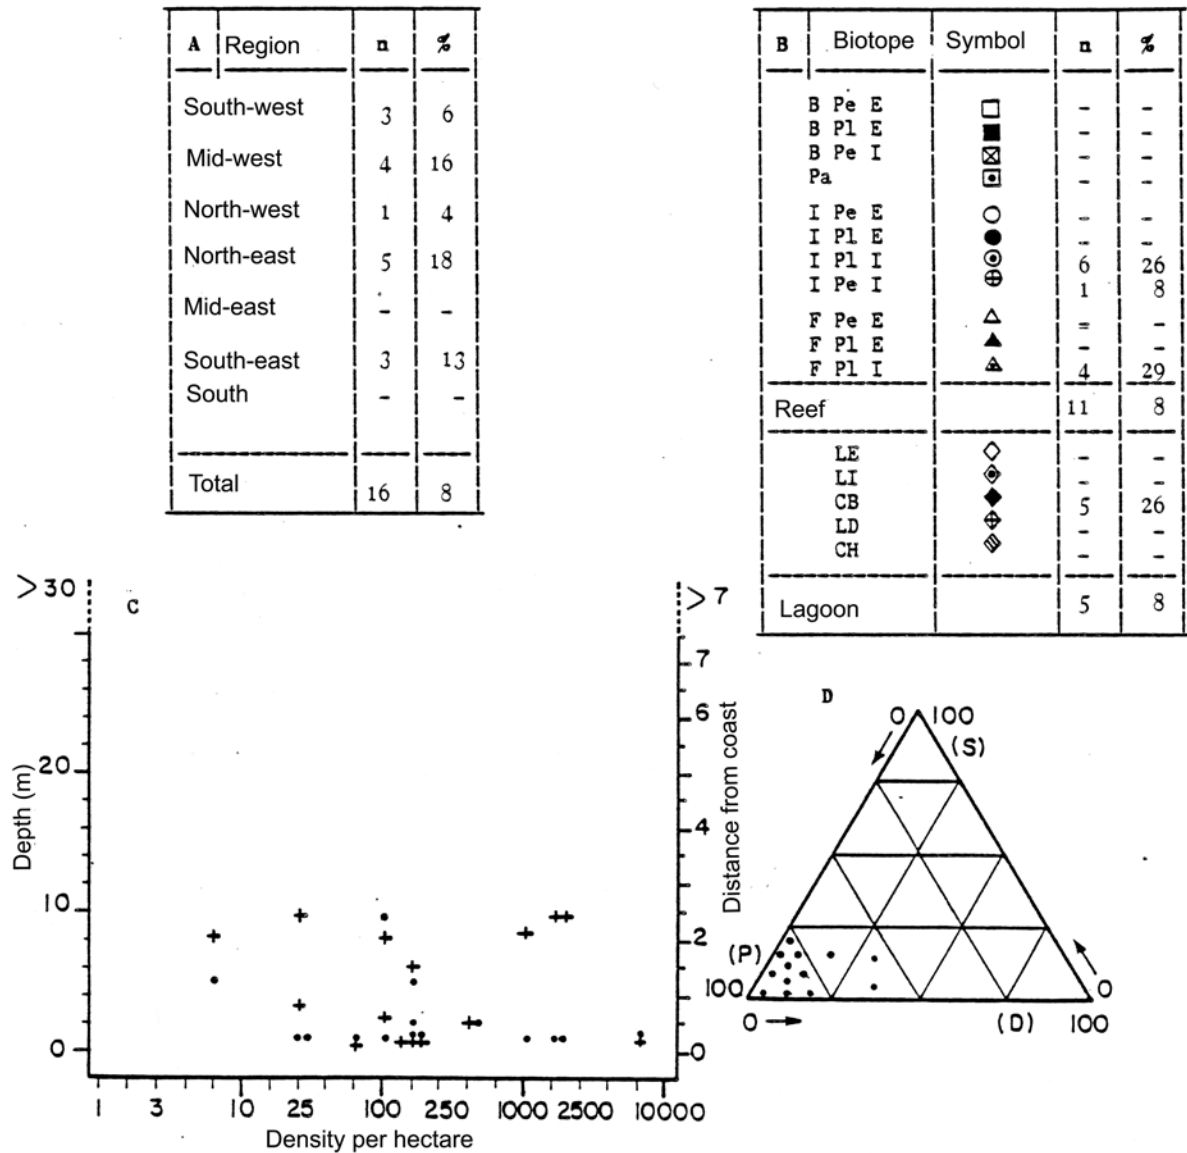 A Region n %
South-west 3 6
Mid-west 4 16
North-west 1 4
North-east 5 18
Mid-east - -
South-east 3 13
South - -
Total 16 8
B Biotope Symbol n %
B Pe E - -
B Pl E - -
B Pe I - -
Pa - -
I Pe E - -
I Pl E - -
I Pl I 6 26
I Pe I 1 8
F Pe E - -
F Pl E - -
F Pl I 4 29
Reef 11 8
LE - -
LI - -
CB 5 26
LD - -
CH - -
Lagoon 5 8
C
>30
20
10
0
Depth (m)
>7
7
6
4
2
0
Distance from coast
1 3 10 25 100 250 1000 2500 10000
Density per hectare
D
0 100
(S)
(P)
100 0
0 (D) 100